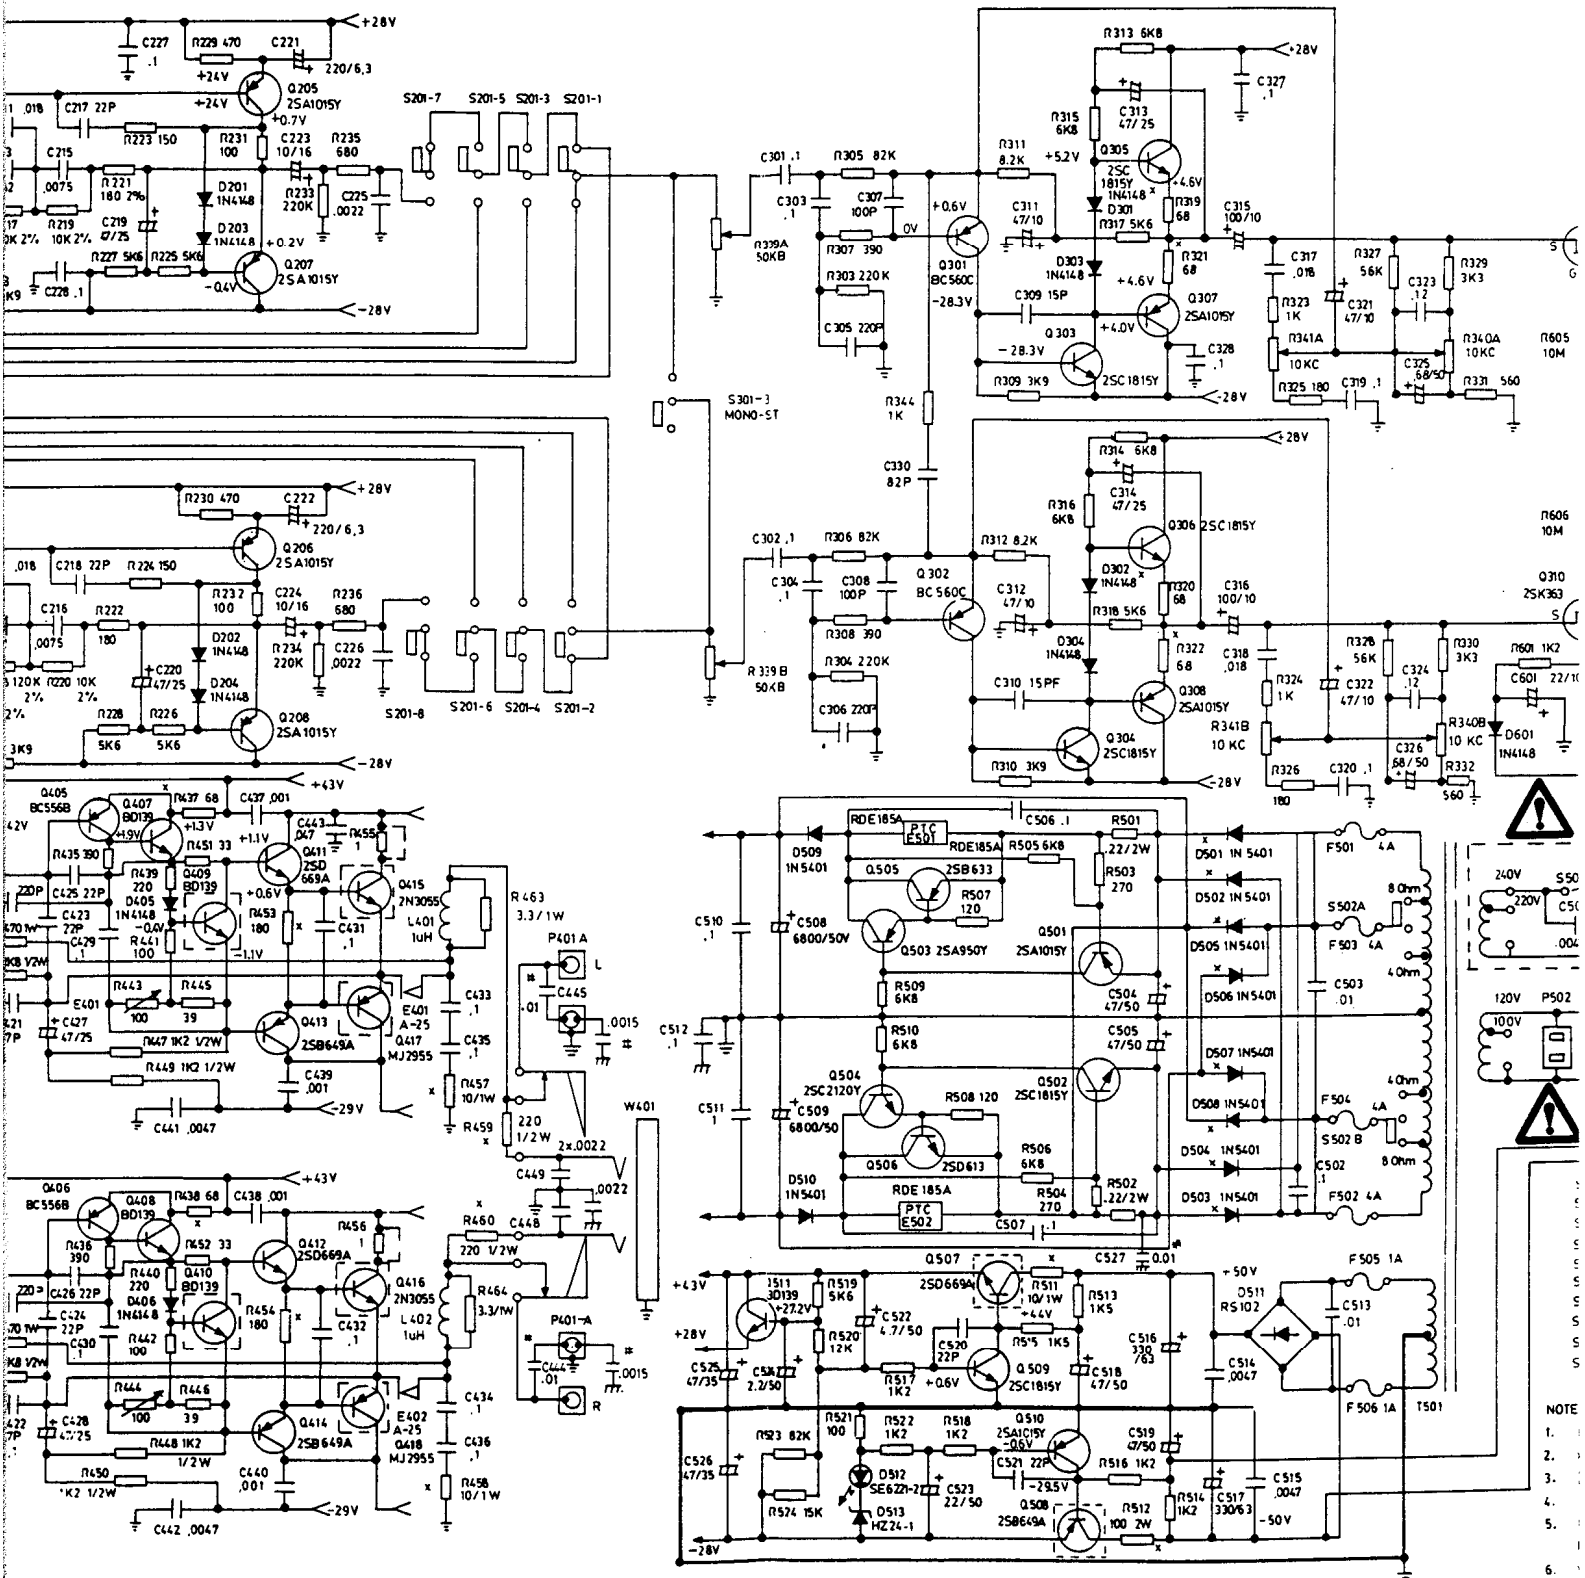 +28V
C227
.1
R229 470
C221
220/6,3
+24V
+24V
Q205
2SA1015Y
+0.7V
.018
C217 22P
R223 150
R231
100
C223
10/16
R235
680
C215
.0075
R221
180 2%
D201
1N4148
R233
220K
C225
.0022
R219
10K 2%
C219
47/25
D203
1N4148
+0.2V
R227 5K6
R225 5K6
Q207
2SA1015Y
-0.4V
C228 .1
-28V
S201-7
S201-5
S201-3
S201-1
S301-3
MONO-ST
R339A
50KB
C301 .1
R305 82K
C303
.1
C307
100P
R307 390
0V
R303 220K
C305 220P
R311
8.2K
+0.6V
Q301
BC560C
-28.3V
C311
47/10
R313 6K8
+28V
C327
.1
R315
6K8
C313
47/25
+5.2V
Q305
2SC
1815Y
1N4148
D301
+4.6V
R319
68
R317 5K6
C315
100/10
D303
1N4148
R321
68
+4.6V
C309 15P
Q307
2SA1015Y
+4.0V
Q303
-28.3V
2SC1815Y
R309 3K9
C328
.1
-28V
C317
.018
R323
1K
R341A
10KC
R325 180
C319 .1
C321
47/10
R327
56K
C323
.12
R329
3K3
R340A
10KC
C325
68/50
R331
560
S
R605
10M
R344
1K
C330
82P
+28V
R230 470
C222
220/6,3
Q206
2SA1015Y
.018
C218 22P
R224 150
R232
100
C224
10/16
R236
680
C216
.0075
R222
180
D202
1N4148
R234
220K
C226
.0022
120K
2%
R220 10K
2%
C220
47/25
D204
1N4148
R228
5K6
R226
5K6
Q208
2SA1015Y
3K9
-28V
S201-8
S201-6
S201-4
S201-2
R339B
50KB
C302 .1
R306 82K
C304
.1
C308
100P
R308 390
R304 220K
C306 220P
Q302
BC560C
R312 8.2K
C312
47/10
+28V
R314
6K8
C314
47/25
R316
6K8
Q306 2SC1815Y
D302
1N4148
R320
68
C316
100/10
R318 5K6
D304
1N4148
R322
68
C310 15PF
Q308
2SA1015Y
Q304
2SC1815Y
R310 3K9
-28V
C318
.018
R324
1K
R341B
10 KC
R326
180
C320 .1
C322
47/10
R328
56K
C324
.12
R330
3K3
R340B
10 KC
C326
68/50
R332
560
R606
10M
Q310
2SK363
S
R601 1K2
C601
D601
1N4148
+43V
Q405
BC556B
Q407
BD139
R437 68
C437 .001
+1.9V
+1.3V
+1.1V
C443
.047
R455
1
R435 390
R451 33
Q411
2SD
669A
R439
220
Q409
BD139
220P
C425 22P
D405
1N4148
+0.6V
Q415
2N3055
C423
22P
-0.4V
R453
180
C431
.1
C429
.1
R441
100
-1.1V
L401
1uH
R463
3.3/1W
R443
100
R445
39
E401
E401
A-25
Q417
MJ2955
C427
47/25
Q413
2SB649A
R447 1K2 1/2W
R449 1K2 1/2W
C439
.001
C441 .0047
-29V
C433
.1
C435
.1
R457
10/1W
R459
220
1/2W
P401A
L
C445
.01
.0015
#
W401
2x.0022
C449
.0022
C448
+43V
Q406
BC556B
Q408
BD139
R438 68
C438 .001
R456
1
R436
390
R452 33
Q412
2SD669A
R440
220
Q410
BD139
C426 22P
D406
1N4148
Q416
2N3055
C424
22P
R454
180
C432
.1
C430
.1
R442
100
L402
1uH
R464
3.3/1W
R460
220 1/2W
R444
100
R446
39
E402
A-25
Q418
MJ2955
C428
47/25
Q414
2SB649A
R448 1K2
1/2W
R450
1K2 1/2W
C440
.001
C442 .0047
-29V
C434
.1
C436
.1
R458
10/1W
P401-A
C444
.01
.0015
#
R
D509
1N5401
RDE185A
PTC
E501
C506 .1
R501
.22/2W
RDE185A
R505 6K8
Q505
2SB633
R507
120
R503
270
D501 1N 5401
D502 1N 5401
D505 1N5401
D506 1N5401
C510
.1
C508
6800/50V
Q503 2SA950Y
Q501
2SA1015Y
R509
6K8
C504
47/50
C512
.1
R510
6K8
C505
47/50
Q504
2SC2120Y
Q502
2SC1815Y
D507 1N5401
D508 1N5401
C511
.1
C509
6800/50
R508 120
Q506
2SD613
R506
6K8
R504
270
R502
.22/2W
D504 1N5401
D503 1N5401
D510
1N5401
RDE185A
PTC
E502
C507 .1
C527
0.01
F501
4A
S502A
F503 4A
8 Ohm
4 Ohm
C503
.01
F504
4A
S502 B
4 Ohm
8 Ohm
C502
.1
F502 4A
240V
220V
120V
100V
P502
+43V
+27.2V
R519
5K6
Q507
2SD669A
R511
10/1W
+44V
R513
1K5
+50V
D511
RS102
F505 1A
C513
.01
C522
4.7/50
+28V
R520
12K
C520
22P
R515 1K5
C516
330
/63
C525
47/35
2.2/50
R517
1K2
+0.6V
Q509
2SC1815Y
C518
47/50
C514
.0047
F506 1A
T501
R521
100
R522
1K2
R518
1K2
Q510
-0.6V
C519
47/50
R523 82K
C526
47/35
D512
SE6221-2
C521 22P
-29.5V
R516 1K2
C515
.0047
R524 15K
D513
HZ24-1
C523
22/50
Q508
2SB649A
R512
100 2W
R514
1K2
C517
330/63
-50V
-28V
NOTE
1.
2.
3.
4.
5.
6.